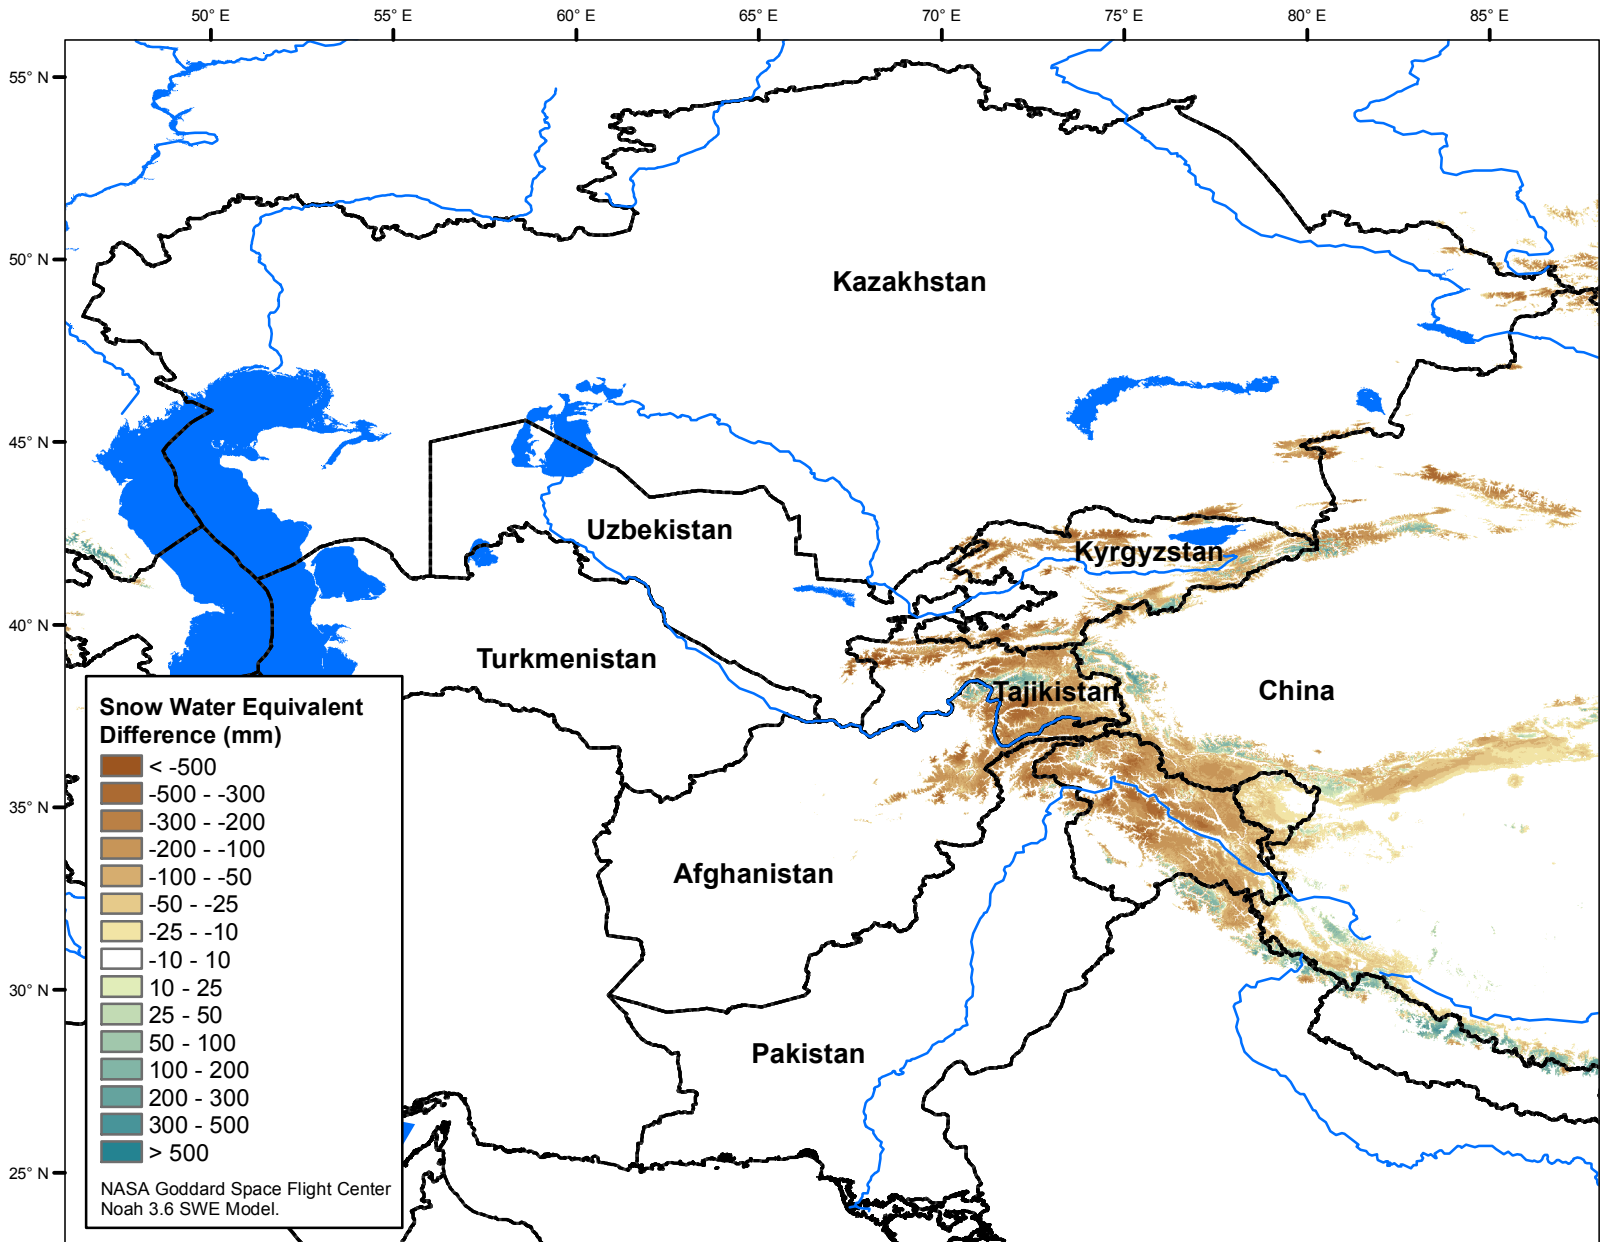 50° E 55° E 60° E 65° E 70° E 75° E 80° E 85° E
55° N
50° N
45° N
40° N
35° N
30° N
25° N
Kazakhstan
Uzbekistan
Kyrgyzstan
Turkmenistan
Tajikistan
China
Afghanistan
Pakistan
Snow Water Equivalent
Difference (mm)
< -500
-500 - -300
-300 - -200
-200 - -100
-100 - -50
-50 - -25
-25 - -10
-10 - 10
10 - 25
25 - 50
50 - 100
100 - 200
200 - 300
300 - 500
> 500
NASA Goddard Space Flight Center
Noah 3.6 SWE Model.